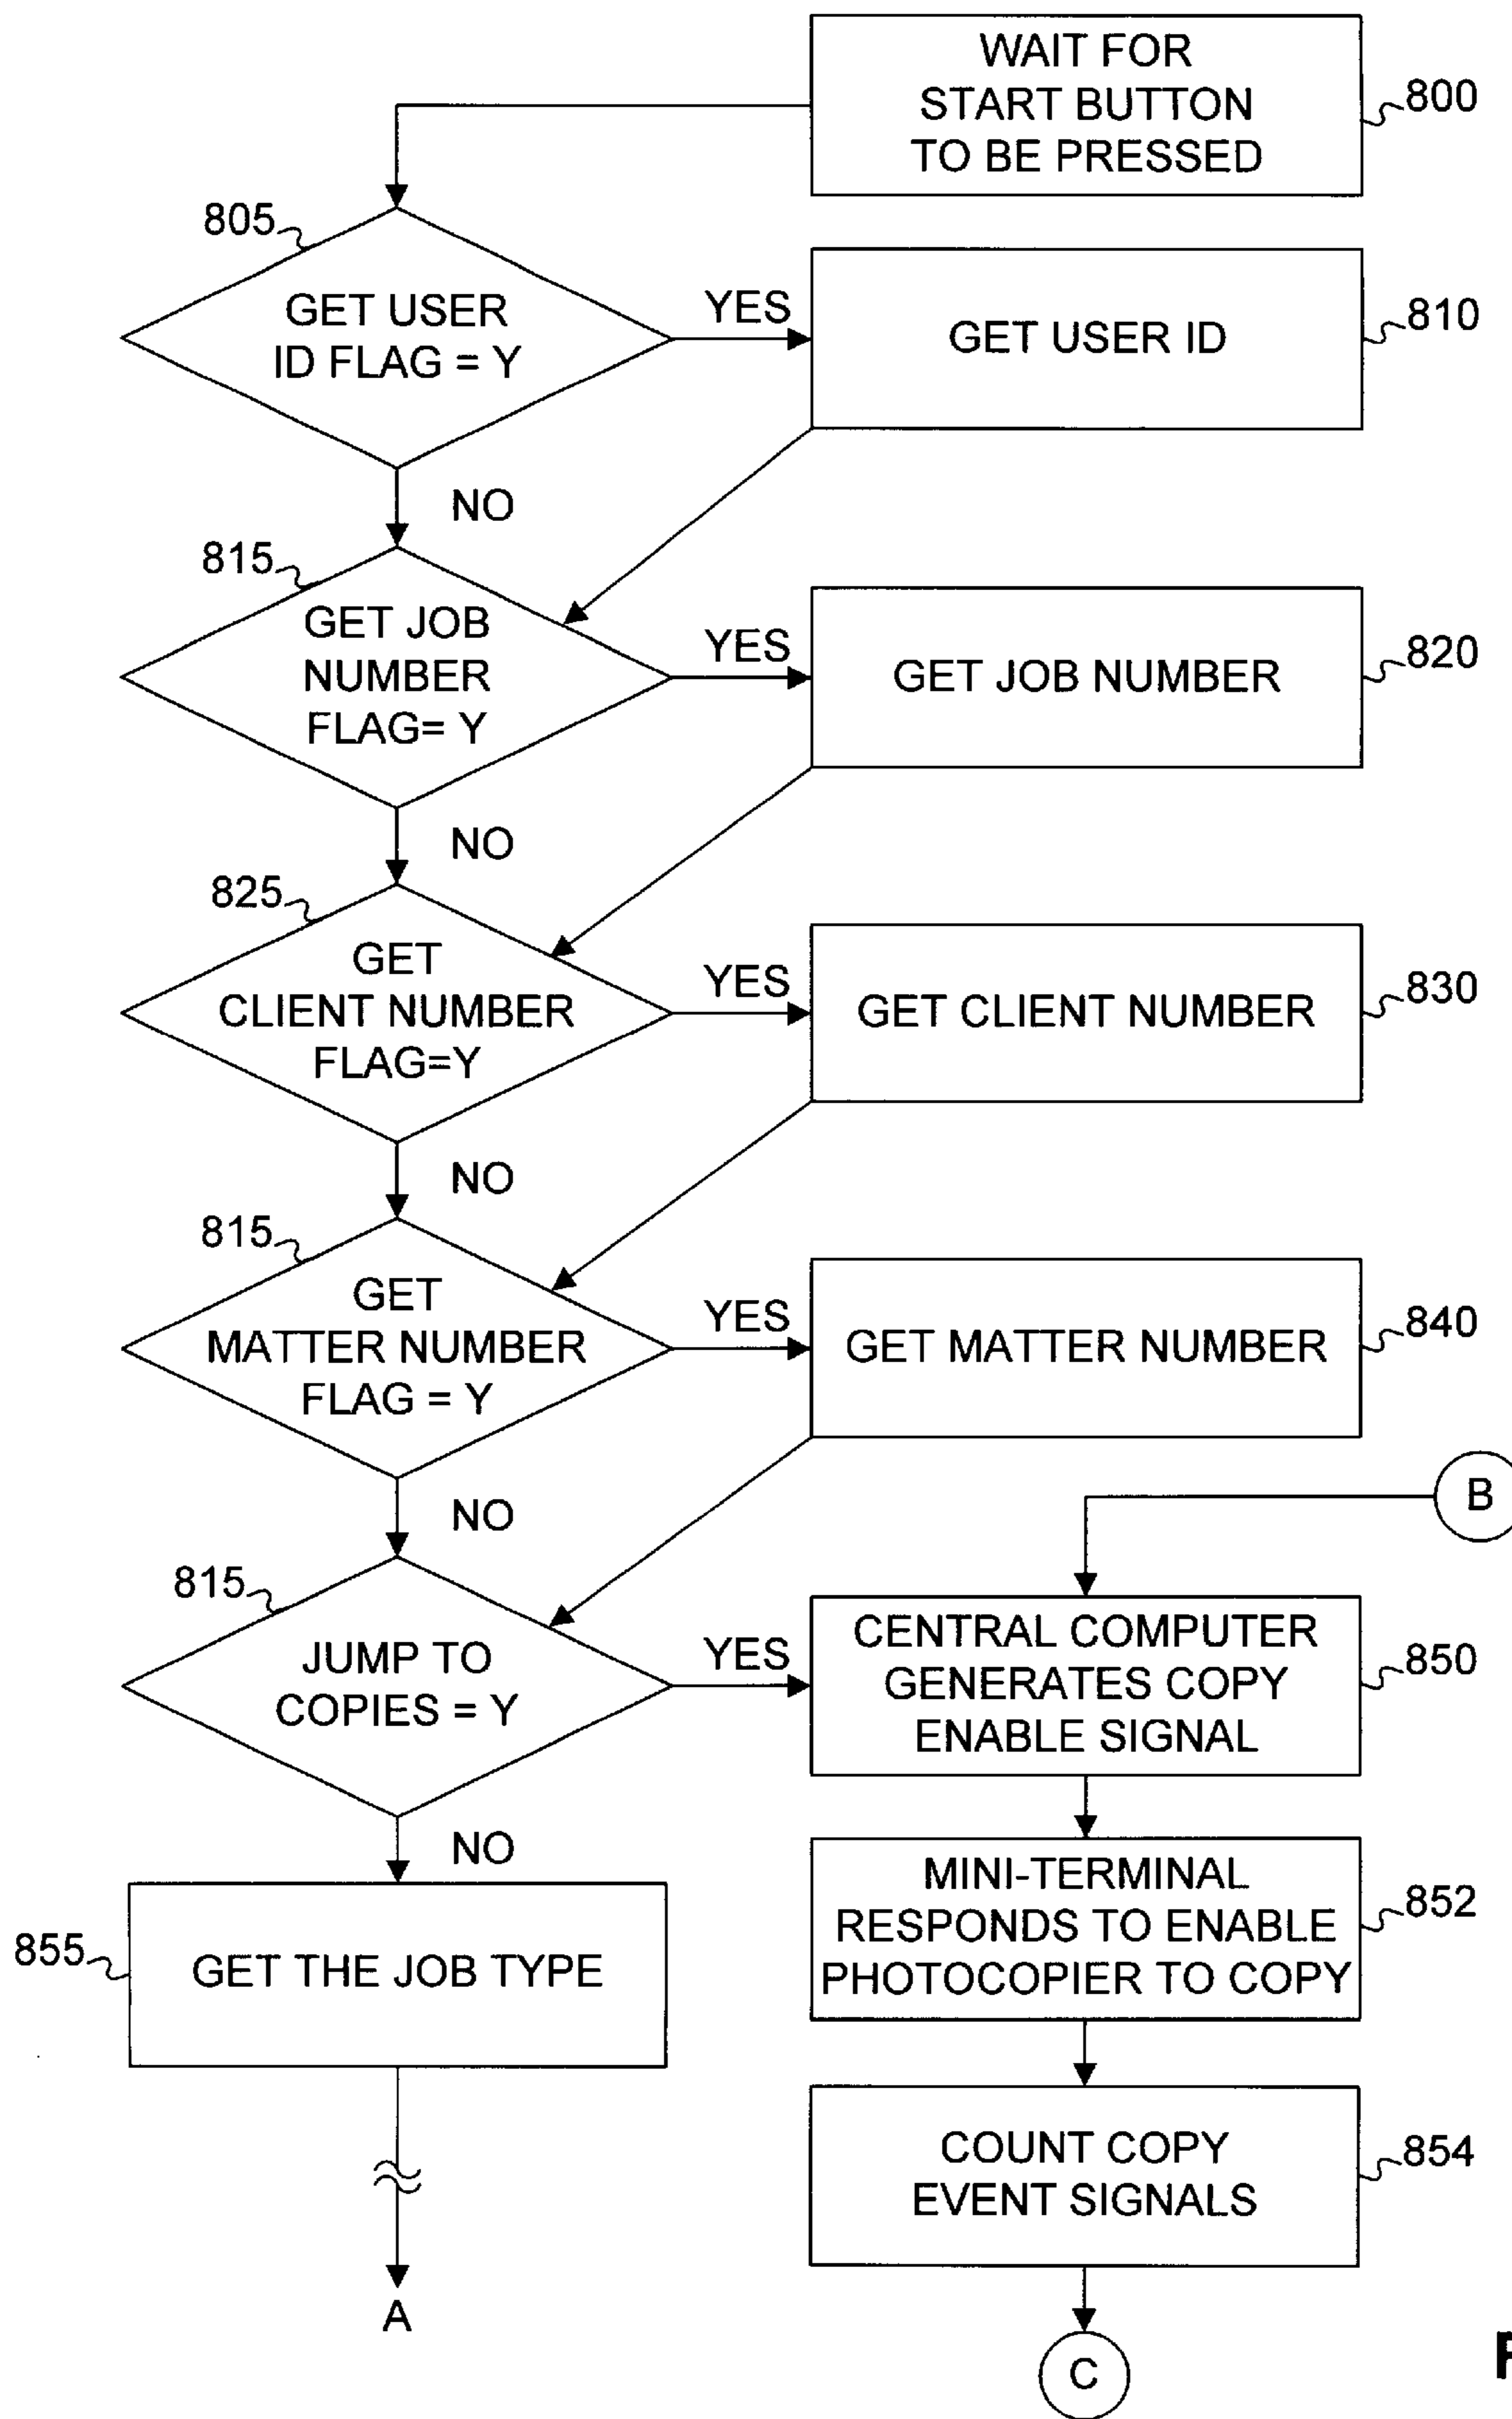 WAIT FOR
START BUTTON
TO BE PRESSED
800
805
GET USER
ID FLAG = Y
YES
GET USER ID
810
NO
815
GET JOB
NUMBER
FLAG= Y
YES
GET JOB NUMBER
820
NO
825
GET
CLIENT NUMBER
FLAG=Y
YES
GET CLIENT NUMBER
830
NO
815
GET
MATTER NUMBER
FLAG = Y
YES
GET MATTER NUMBER
840
NO
B
815
JUMP TO
COPIES = Y
YES
CENTRAL COMPUTER
GENERATES COPY
ENABLE SIGNAL
850
NO
MINI-TERMINAL
RESPONDS TO ENABLE
PHOTOCOPIER TO COPY
852
855
GET THE JOB TYPE
COUNT COPY
EVENT SIGNALS
854
A
C